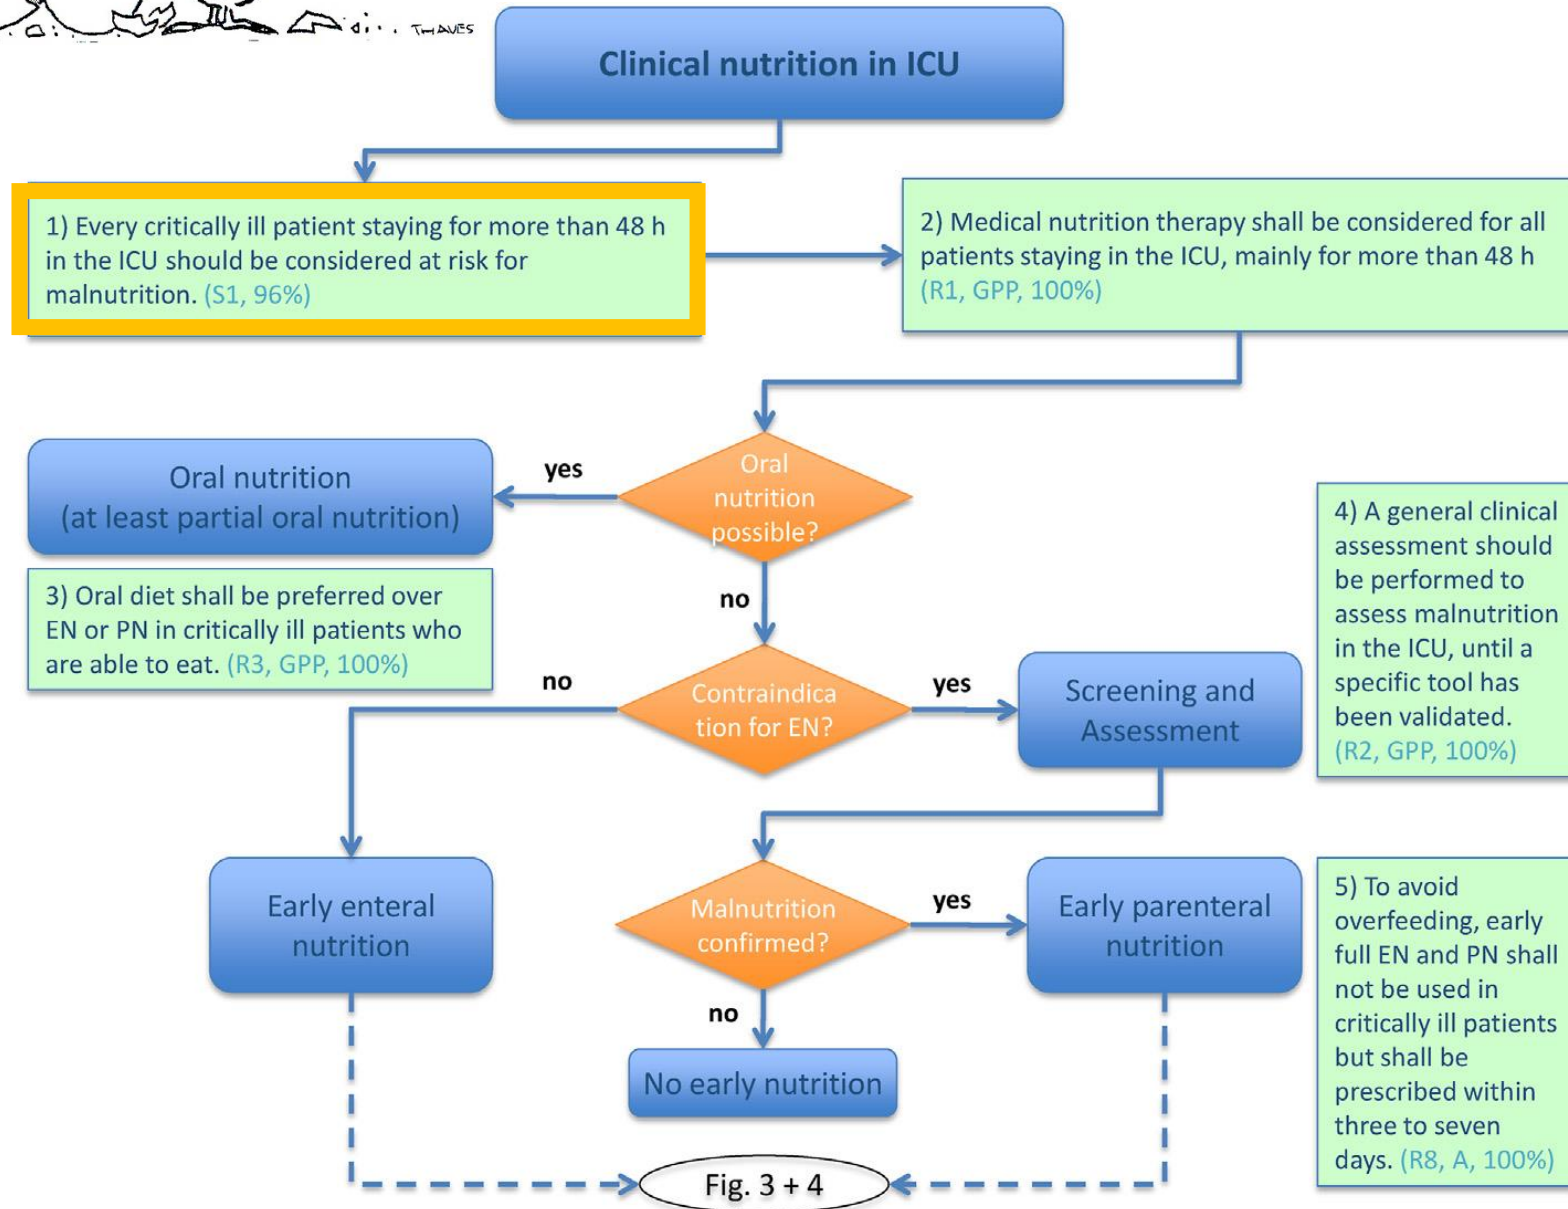 THAVES
Clinical nutrition in ICU
1) Every critically ill patient staying for more than 48 h
in the ICU should be considered at risk for
malnutrition. (S1, 96%)
2) Medical nutrition therapy shall be considered for all
patients staying in the ICU, mainly for more than 48 h
(R1, GPP, 100%)
Oral
nutrition
possible?
yes
Oral nutrition
(at least partial oral nutrition)
3) Oral diet shall be preferred over
EN or PN in critically ill patients who
are able to eat. (R3, GPP, 100%)
no
4) A general clinical
assessment should
be performed to
assess malnutrition
in the ICU, until a
specific tool has
been validated.
(R2, GPP, 100%)
Contraindica
tion for EN?
no
yes
Screening and
Assessment
Early enteral
nutrition
Malnutrition
confirmed?
yes
Early parenteral
nutrition
no
No early nutrition
5) To avoid
overfeeding, early
full EN and PN shall
not be used in
critically ill patients
but shall be
prescribed within
three to seven
days. (R8, A, 100%)
Fig. 3 + 4